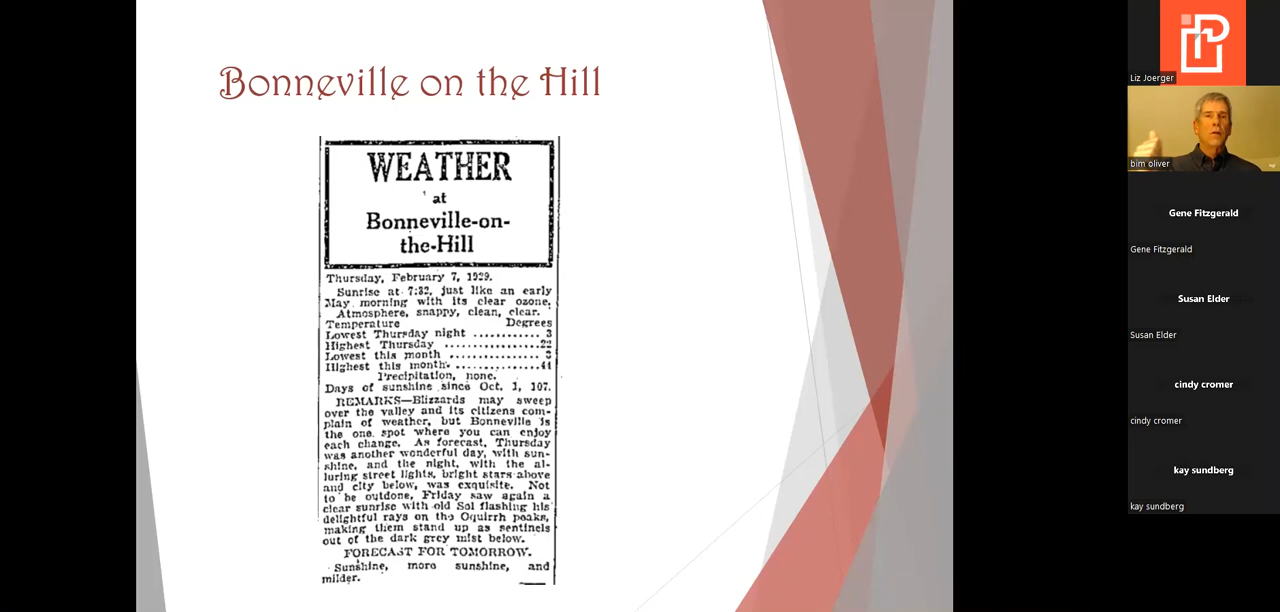 Bonneville on the Hill
WEATHER
at
Bonneville-on-
the-Hill
Thursday, February 7, 1929.
Sunrise at 7:32, just like an early
May morning with its clear ozone.
Atmosphere, snappy, clean, clear.
Temperature Degrees
Lowest Thursday night ........... 3
Highest Thursday ................22
Lowest this month ............... 3
Highest this month...............44
Precipitation, none.
Days of sunshine since Oct. 1, 107.
REMARKS—Blizzards may sweep
over the valley and its citizens com-
plain of weather, but Bonneville is
the one spot where you can enjoy
each change. As forecast, Thursday
was another wonderful day, with sun-
shine, and the night, with the al-
luring street lights, bright stars above
and city below, was exquisite. Not
to be outdone, Friday saw again a
clear sunrise with old Sol flashing his
delightful rays on the Oquirrh peaks,
making them stand up as sentinels
out of the dark grey mist below.
FORECAST FOR TOMORROW.
Sunshine, more sunshine, and
milder.
Liz Joerger
bim oliver
Gene Fitzgerald
Gene Fitzgerald
Susan Elder
Susan Elder
cindy cromer
cindy cromer
kay sundberg
kay sundberg